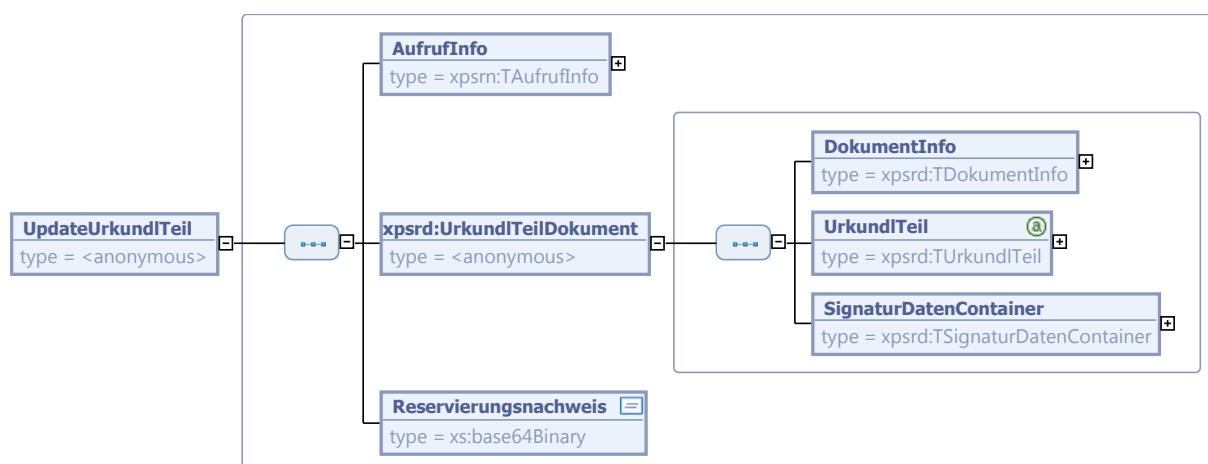 AufrufInfo
type = xpsrn:TAufrufInfo
DokumentInfo
type = xpsrd:TDokumentInfo
UpdateUrkundlTeil
type = <anonymous>
xpsrd:UrkundlTeilDokument
type = <anonymous>
UrkundlTeil
type = xpsrd:TUrkundlTeil
SignaturDatenContainer
type = xpsrd:TSignaturDatenContainer
Reservierungsnachweis
type = xs:base64Binary